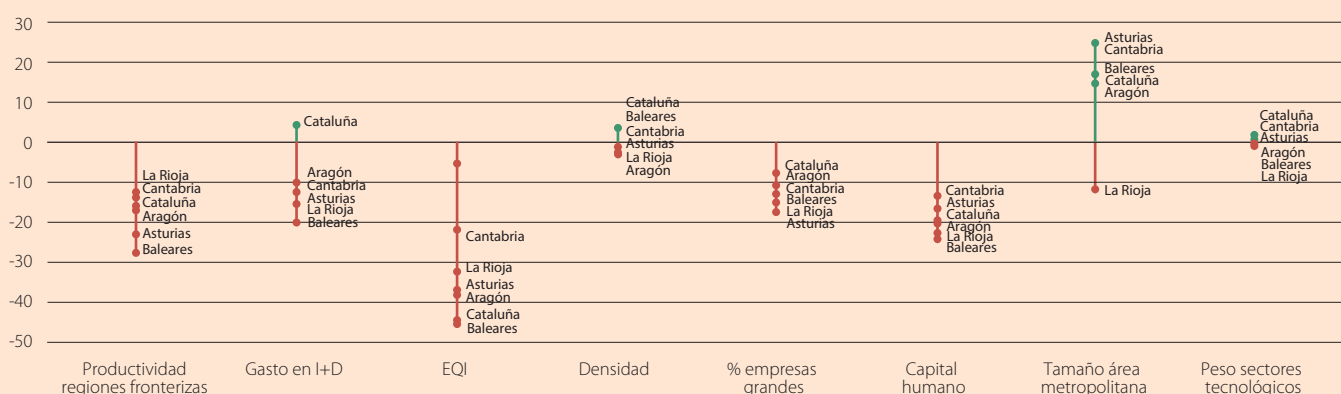 30
20
10
0
-10
-20
-30
-40
-50
La Rioja
Cantabria
Cataluña
Aragón
Asturias
Baleares
Cataluña
Aragón
Cantabria
Asturias
La Rioja
Baleares
Cantabria
La Rioja
Asturias
Aragón
Cataluña
Baleares
Cataluña
Baleares
Cantabria
Asturias
La Rioja
Aragón
Cataluña
Aragón
Cantabria
Baleares
La Rioja
Asturias
Cantabria
Asturias
Cataluña
Aragón
La Rioja
Baleares
Asturias
Cantabria
Baleares
Cataluña
Aragón
La Rioja
Cataluña
Cantabria
Asturias
Aragón
Baleares
La Rioja
Productividad
regiones fronterizas
Gasto en I+D
EQI
Densidad
% empresas
grandes
Capital
humano
Tamaño área
metropolitana
Peso sectores
tecnológicos